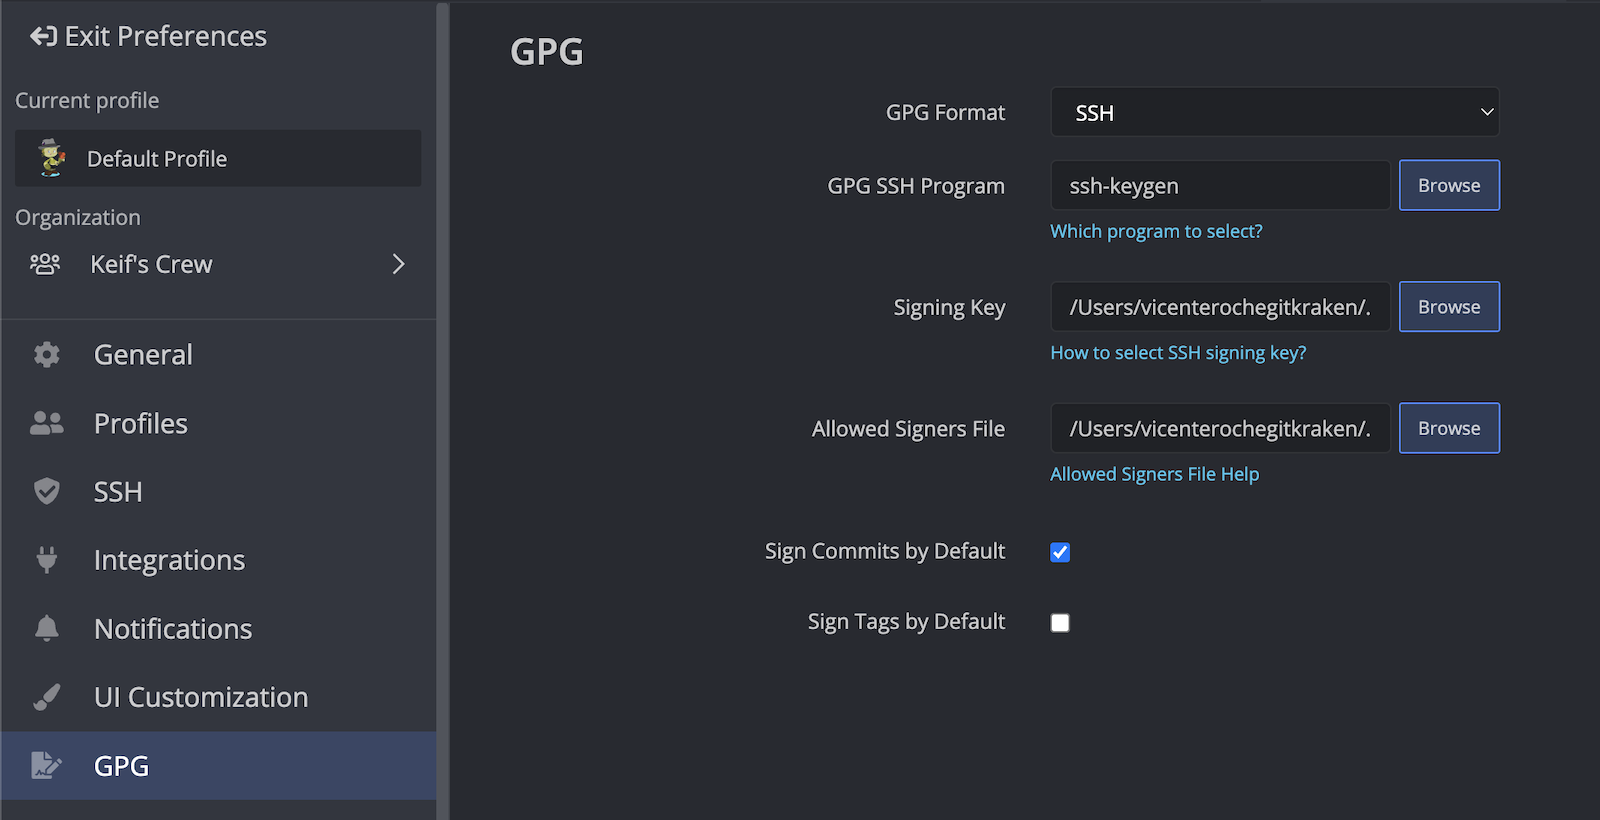 Exit Preferences
Current profile
Default Profile
Organization
Keif's Crew
General
Profiles
SSH
Integrations
Notifications
UI Customization
GPG
GPG
GPG Format
SSH
GPG SSH Program
ssh-keygen
Browse
Which program to select?
Signing Key
/Users/vicenterochegitkraken/.
Browse
How to select SSH signing key?
Allowed Signers File
/Users/vicenterochegitkraken/.
Browse
Allowed Signers File Help
Sign Commits by Default
Sign Tags by Default